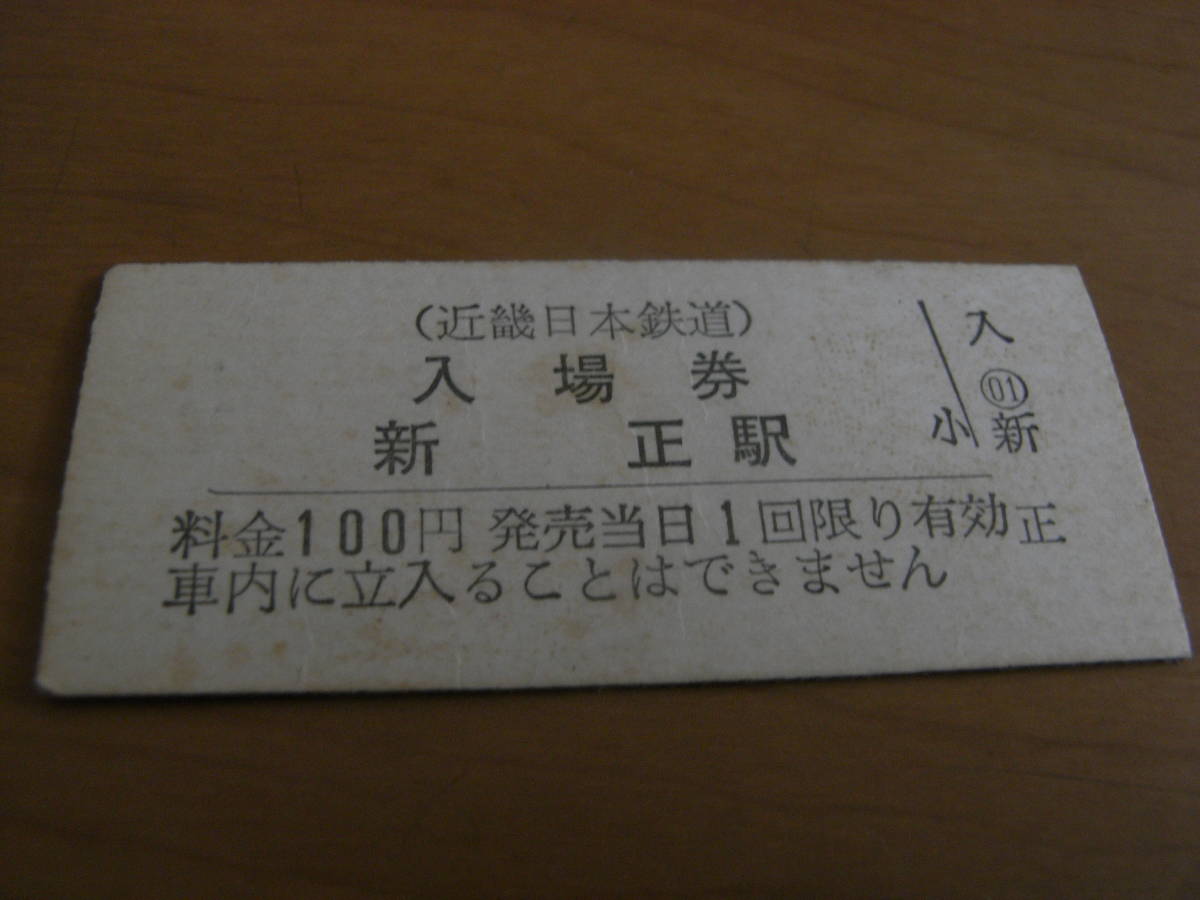 (近畿日本鉄道)
入場券
新正駅
料金100円 発売当日1回限り有効
車内に立入ることはできません
小
入
01
新
正